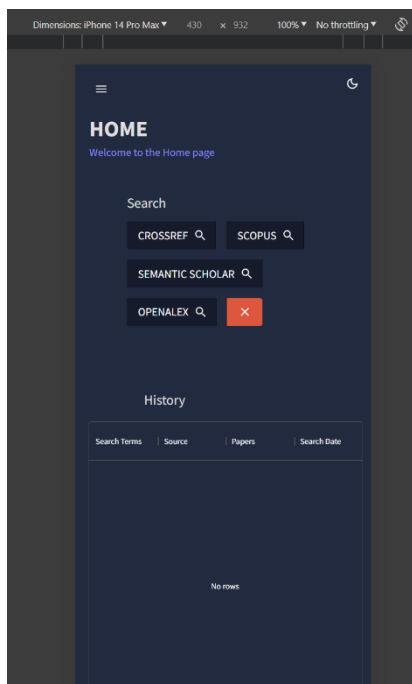 Dimensions: iPhone 14 Pro Max ▼ 430 × 932 100% ▼ No throttling ▼
HOME
Welcome to the Home page
Search
CROSSREF
SCOPUS
SEMANTIC SCHOLAR
OPENALEX
History
Search Terms Source Papers Search Date
No rows